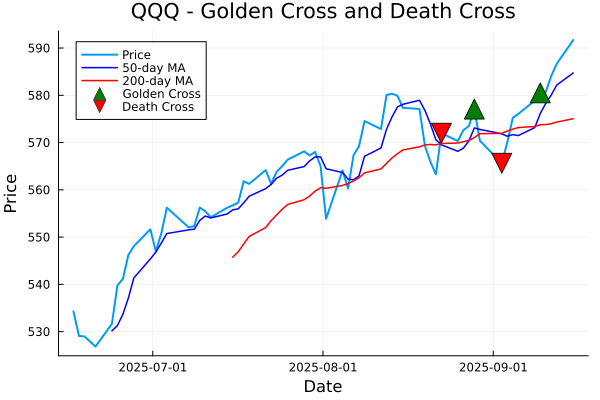 QQQ - Golden Cross and Death Cross
Price
50-day MA
200-day MA
Golden Cross
Death Cross
590
580
570
560
550
540
530
Price
2025-07-01
2025-08-01
2025-09-01
Date